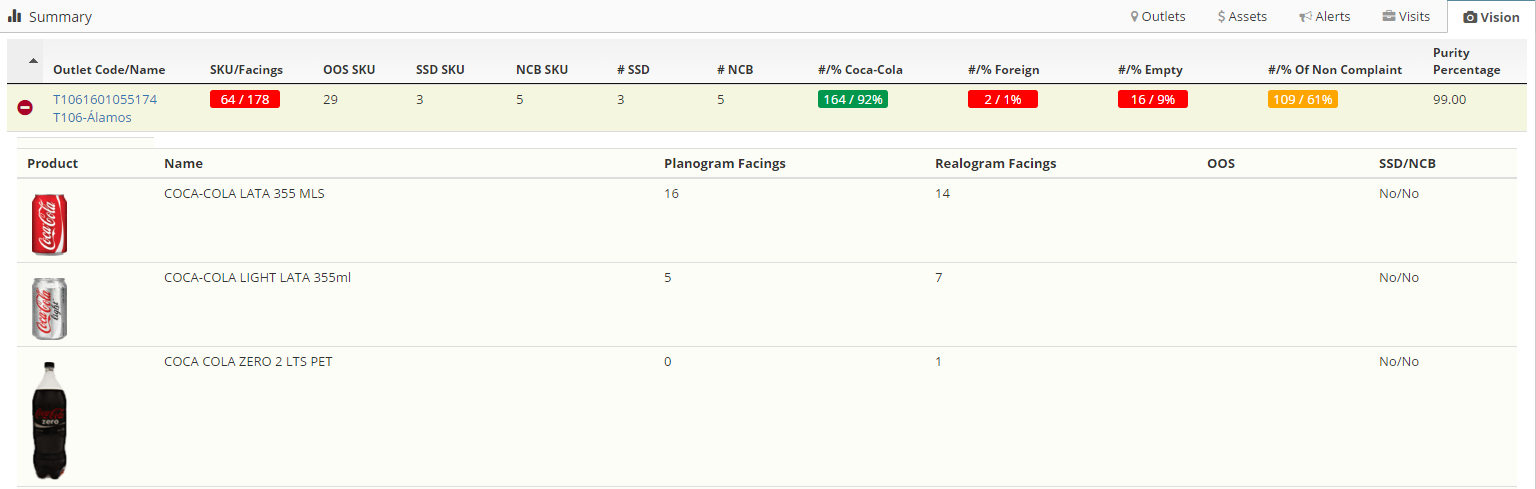 Summary
Outlets Assets Alerts Visits Vision
Outlet Code/Name SKU/Facings OOS SKU SSD SKU NCB SKU # SSD # NCB #/% Coca-Cola #/% Foreign #/% Empty #/% Of Non Complaint Purity Percentage
T1061601055174 64 / 178 29 3 5 3 5 164 / 92% 2 / 1% 16 / 9% 109 / 61% 99.00
T106-Álamos
Product Name Planogram Facings Realogram Facings OOS SSD/NCB
Coca-Cola COCA-COLA LATA 355 MLS 16 14 No/No
Coca-Cola light COCA-COLA LIGHT LATA 355ml 5 7 No/No
COCA COLA ZERO 2 LTS PET 0 1 No/No
Coca-Cola
zero